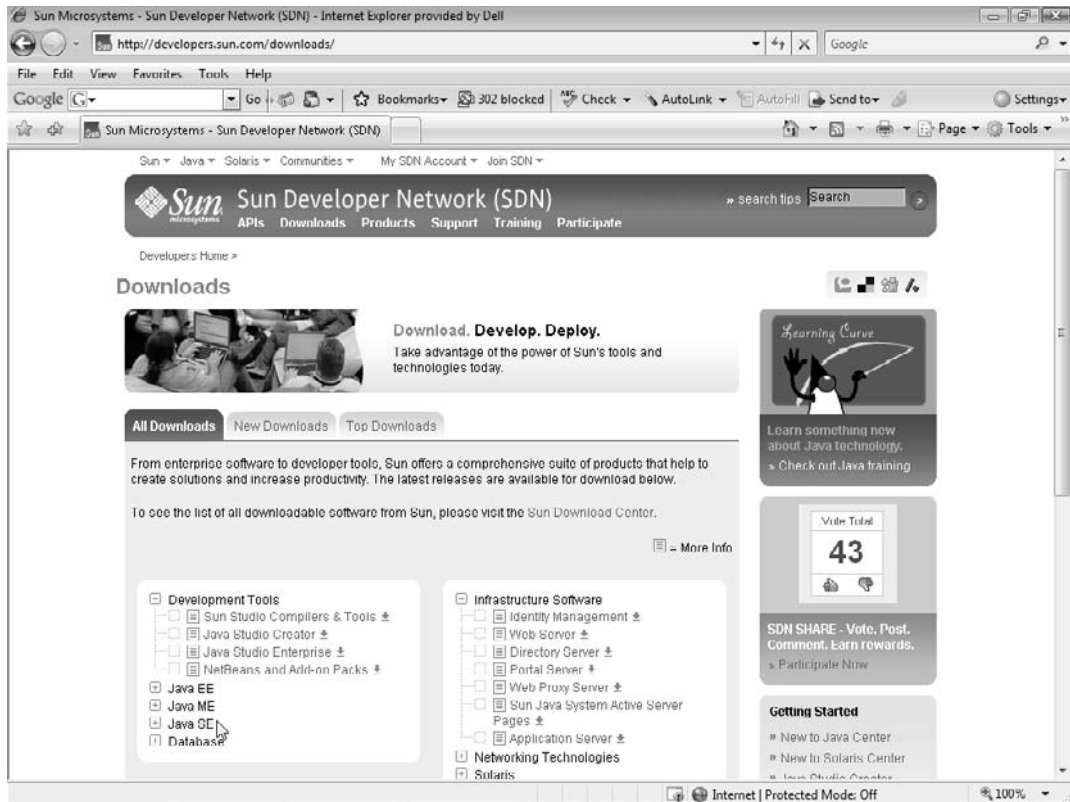 Sun Microsystems - Sun Developer Network (SDN) - Internet Explorer provided by Dell
http://developers.sun.com/downloads/
Google
File Edit View Favorites Tools Help
Google G Go 302 blocked Bookmarks Check AutoLink AutoFill Send to Settings
Sun Microsystems - Sun Developer Network (SDN) Page Tools
Sun Java Solaris Communities My SDN Account Join SDN
Sun microsystems
Sun Developer Network (SDN)
» search tips Search
APIs Downloads Products Support Training Participate
Developers Home >
Downloads
Download. Develop. Deploy.
Take advantage of the power of Sun's tools and
technologies today.
Learning Curve
Learn something new
about Java technology.
» Check out Java training
All Downloads New Downloads Top Downloads
From enterprise software to developer tools, Sun offers a comprehensive suite of products that help to
create solutions and increase productivity. The latest releases are available for download below.
To see the list of all downloadable software from Sun, please visit the Sun Download Center.
= More Info
Development Tools
Sun Studio Compilers & Tools
Java Studio Creator
Java Studio Enterprise
NetBeans and Add-on Packs
Java EE
Java ME
Java SE
Database
Infrastructure Software
Identity Management
Web Server
Directory Server
Portal Server
Web Proxy Server
Sun Java System Active Server
Pages
Application Server
Networking Technologies
Solaris
Vote Total
43
SDN SHARE - Vote. Post.
Comment. Earn rewards.
» Participate Now
Getting Started
» New to Java Center
» New to Solaris Center
» Java Studio Creator
Internet | Protected Mode: Off 100%